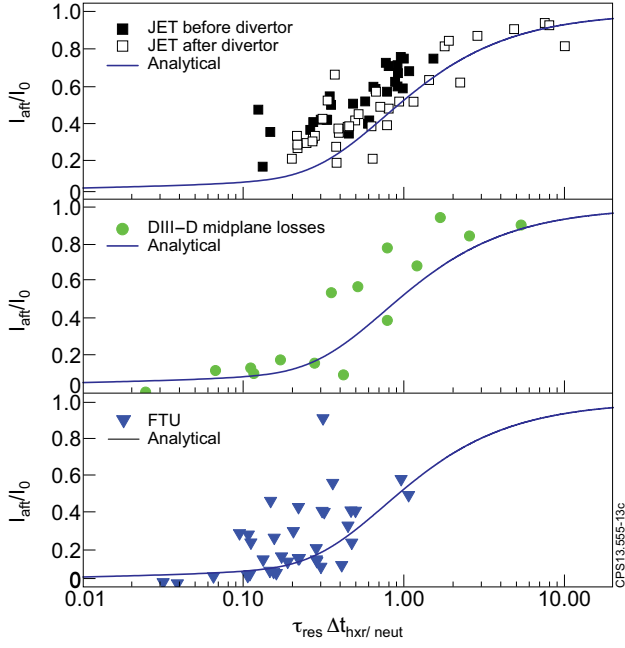 1.0
JET before divertor
JET after divertor
0.8
Analytical
0.6
I_aft/I_0
0.4
0.2
0
1.0
DIII–D midplane losses
0.8
Analytical
0.6
I_aft/I_0
0.4
0.2
0
1.0
FTU
0.8
Analytical
0.6
I_aft/I_0
0.4
0.2
0
0.01 0.10 1.00 10.00
τ_res Δt_hxr/ neut
CPS13.555-13c